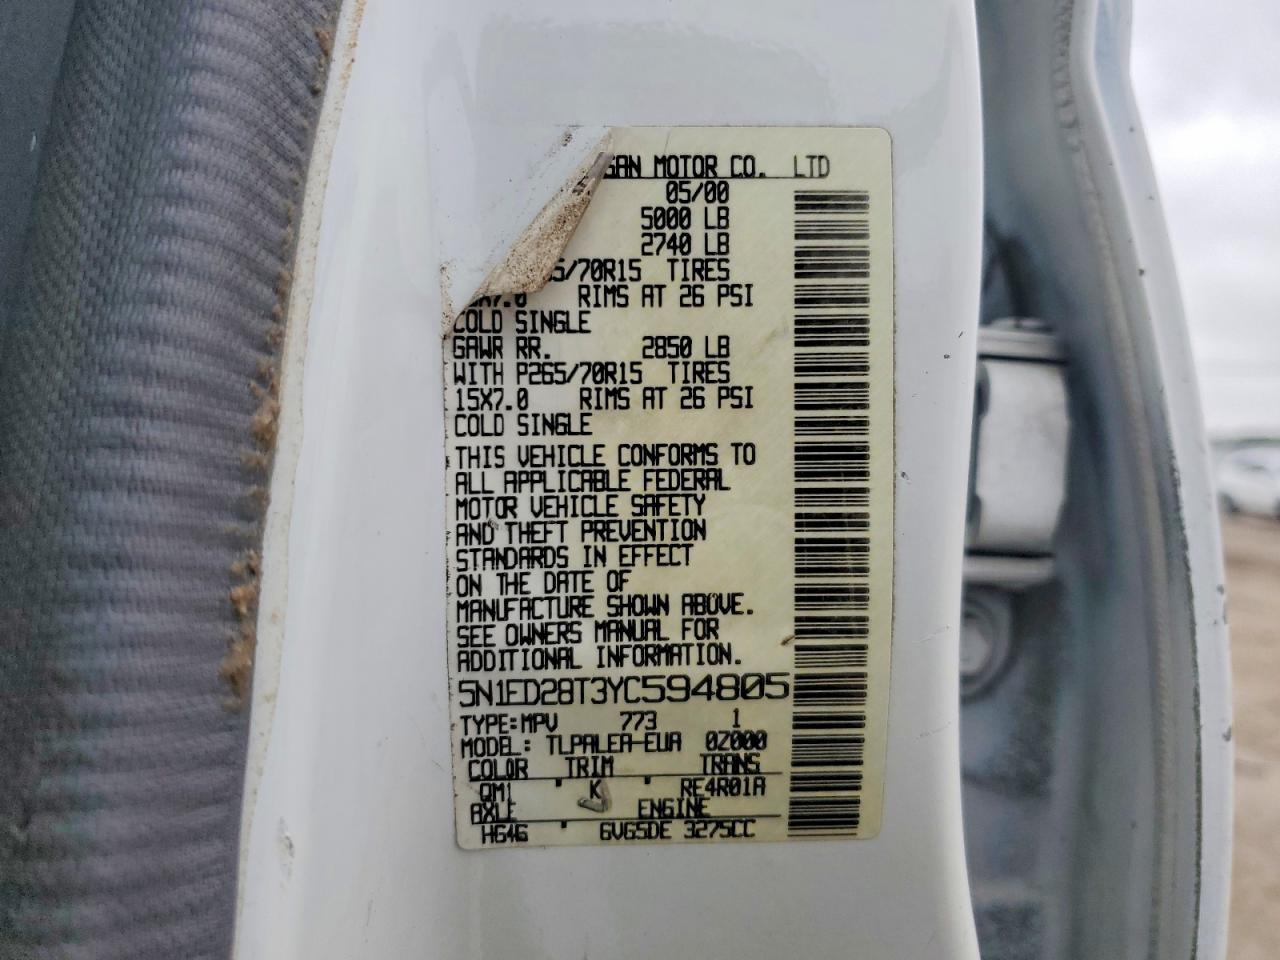 SAN MOTOR CO., LTD
05/00
5000 LB
2740 LB
65/70R15 TIRES
5X7.0 RIMS AT 26 PSI
COLD SINGLE
GAWR RR. 2850 LB
WITH P265/70R15 TIRES
15X7.0 RIMS AT 26 PSI
COLD SINGLE
THIS VEHICLE CONFORMS TO
ALL APPLICABLE FEDERAL
MOTOR VEHICLE SAFETY
AND THEFT PREVENTION
STANDARDS IN EFFECT
ON THE DATE OF
MANUFACTURE SHOWN ABOVE.
SEE OWNERS MANUAL FOR
ADDITIONAL INFORMATION.
5N1ED28T3YC594805
TYPE:MPV 773 1
MODEL: TLPALEA-EUA 0Z000
COLOR TRIM TRANS
QM1 K RE4R01A
AXLE ENGINE
HG46 6VG5DE 3275CC